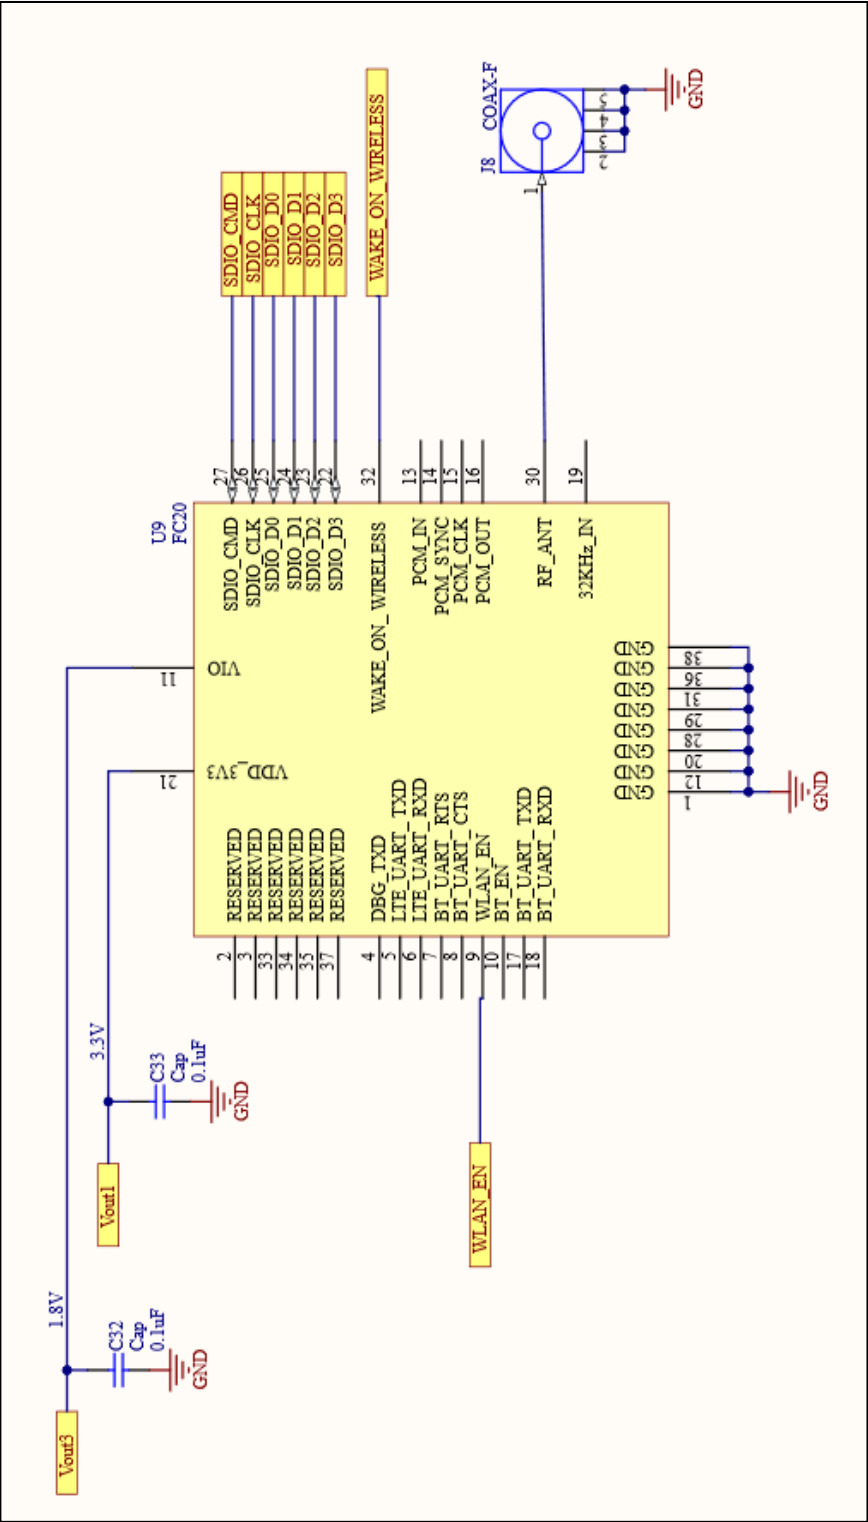 Vout3
1.8V
C32
Cap
0.1uF
GND
Vout1
3.3V
C33
Cap
0.1uF
GND
WLAN_EN
U9
FC20
11
VIO
21
VDD_3V3
2
RESERVED
3
RESERVED
33
RESERVED
34
RESERVED
35
RESERVED
37
RESERVED
4
DBG_TXD
5
LTE_UART_TXD
6
LTE_UART_RXD
7
BT_UART_RTS
8
BT_UART_CTS
9
WLAN_EN
10
BT_EN
17
BT_UART_TXD
18
BT_UART_RXD
SDIO_CMD
27
SDIO_CMD
SDIO_CLK
26
SDIO_CLK
SDIO_D0
25
SDIO_D0
SDIO_D1
24
SDIO_D1
SDIO_D2
23
SDIO_D2
SDIO_D3
22
SDIO_D3
WAKE_ON_WIRELESS
32
WAKE_ON_WIRELESS
PCM_IN
13
PCM_SYNC
14
PCM_CLK
15
PCM_OUT
16
RF_ANT
30
32KHz_IN
19
GND
1
GND
12
GND
20
GND
28
GND
29
GND
31
GND
36
GND
38
GND
J8
COAX-F
1
2
3
4
5
GND